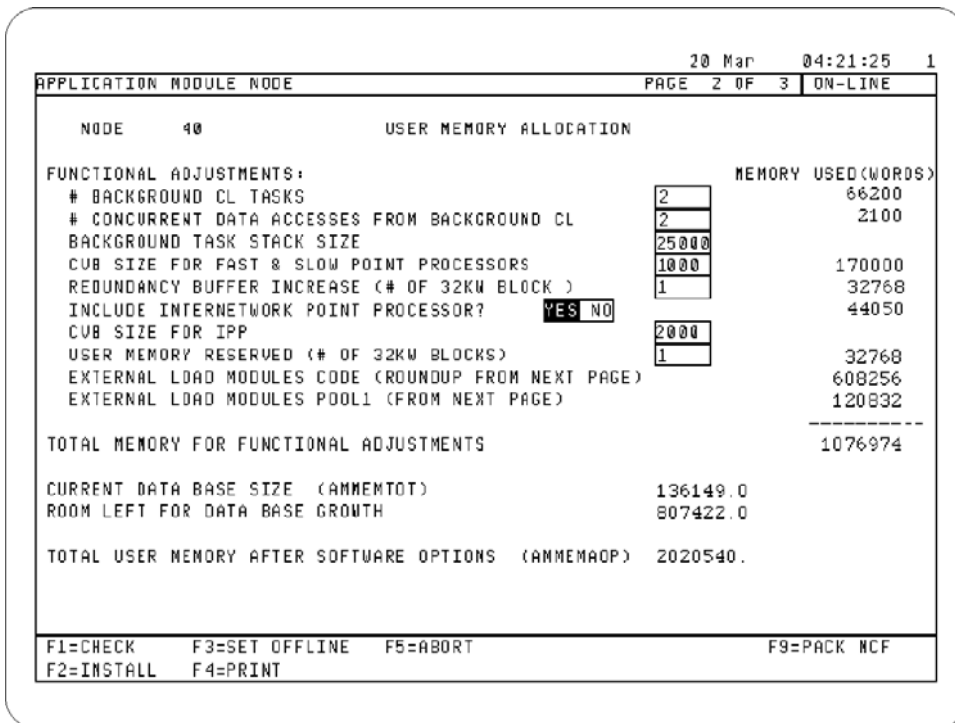 20 Mar 04:21:25 1
APPLICATION MODULE NODE PAGE 2 OF 3 ON-LINE
NODE 40 USER MEMORY ALLOCATION
FUNCTIONAL ADJUSTMENTS: MEMORY USED(WORDS)
# BACKGROUND CL TASKS 2 66200
# CONCURRENT DATA ACCESSES FROM BACKGROUND CL 2 2100
BACKGROUND TASK STACK SIZE 25000
CVB SIZE FOR FAST & SLOW POINT PROCESSORS 1000 170000
REDUNDANCY BUFFER INCREASE (# OF 32KW BLOCK ) 1 32768
INCLUDE INTERNETWORK POINT PROCESSOR? YES NO 44050
CVB SIZE FOR IPP 2000
USER MEMORY RESERVED (# OF 32KW BLOCKS) 1 32768
EXTERNAL LOAD MODULES CODE (ROUNDUP FROM NEXT PAGE) 608256
EXTERNAL LOAD MODULES POOL1 (FROM NEXT PAGE) 120832
----------
TOTAL MEMORY FOR FUNCTIONAL ADJUSTMENTS 1076974
CURRENT DATA BASE SIZE (AMMEMTOT) 136149.0
ROOM LEFT FOR DATA BASE GROWTH 807422.0
TOTAL USER MEMORY AFTER SOFTWARE OPTIONS (AMMEMAOP) 2020540.
F1=CHECK F3=SET OFFLINE F5=ABORT F9=PACK NCF
F2=INSTALL F4=PRINT